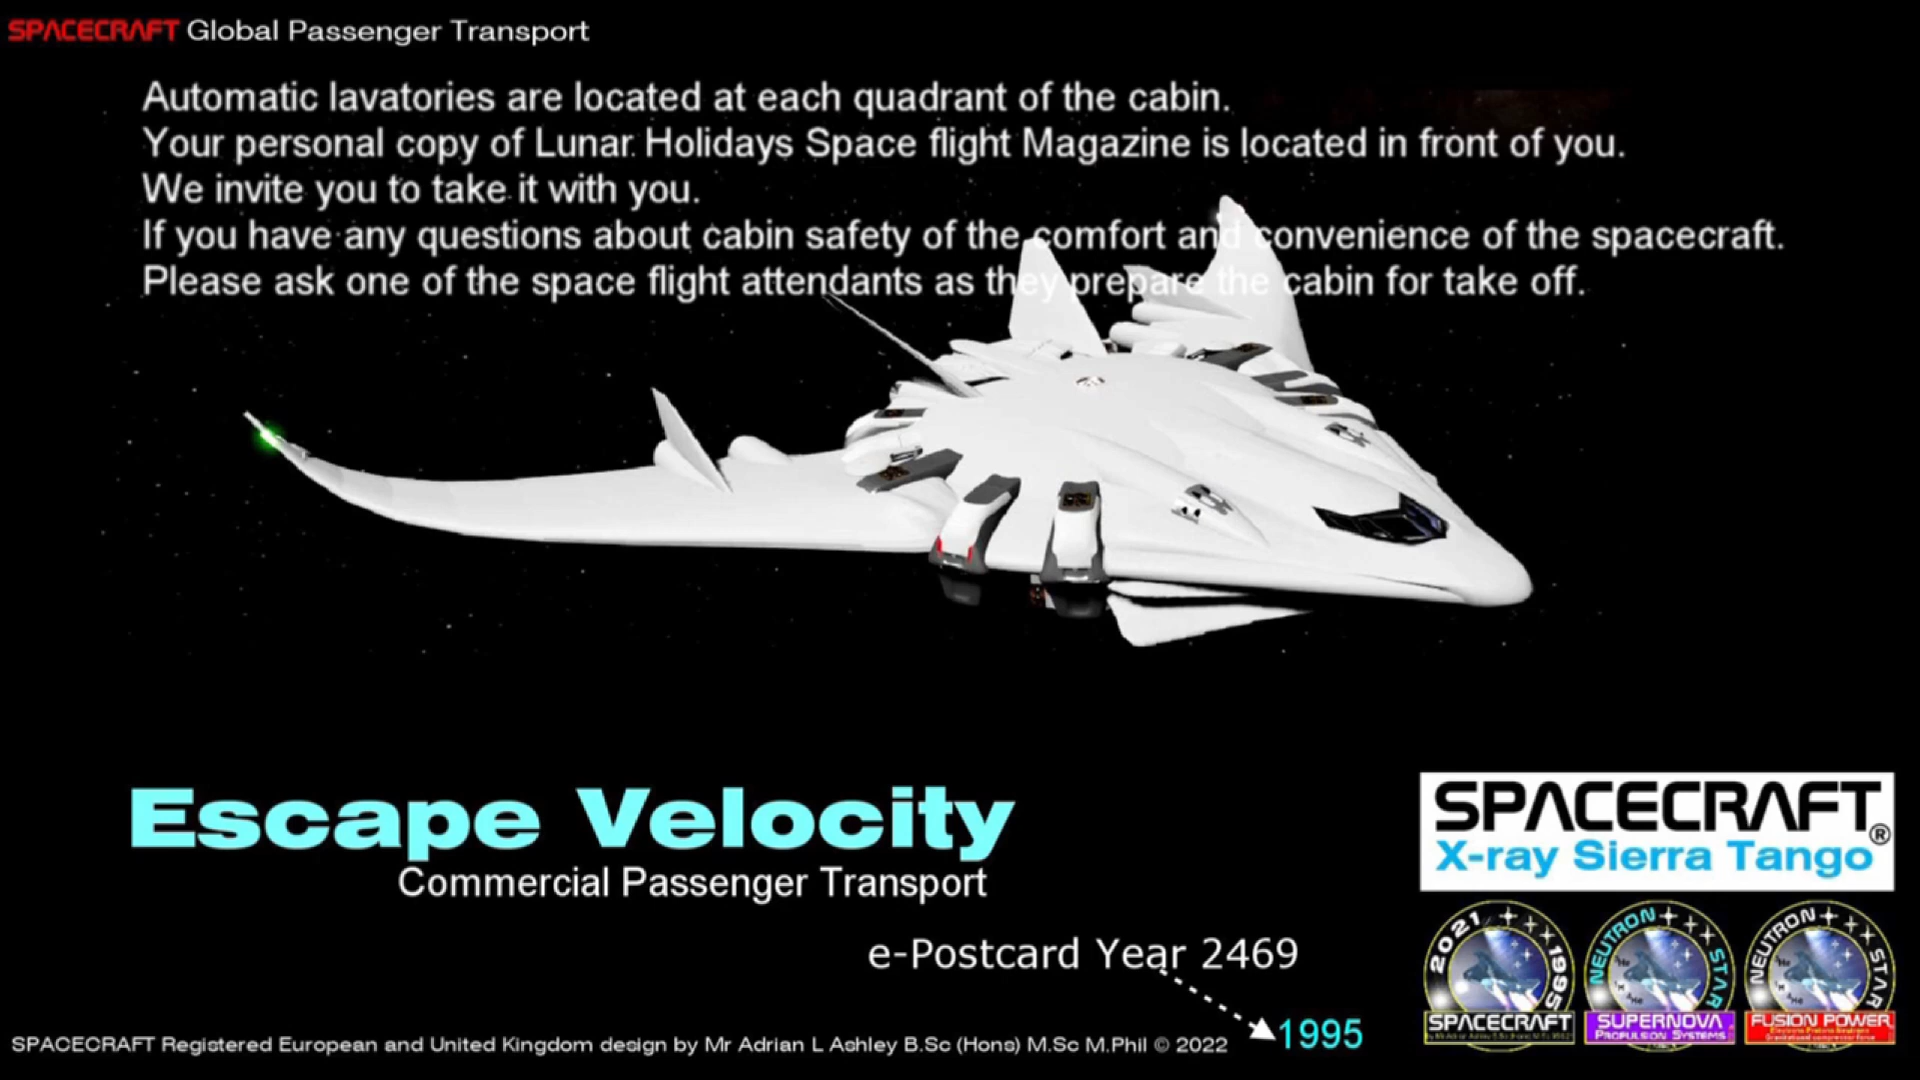 SPACECRAFT Global Passenger Transport
Automatic lavatories are located at each quadrant of the cabin.
Your personal copy of Lunar Holidays Space flight Magazine is located in front of you.
We invite you to take it with you.
If you have any questions about cabin safety of the comfort and convenience of the spacecraft.
Please ask one of the space flight attendants as they prepare the cabin for take off.
Escape Velocity
Commercial Passenger Transport
SPACECRAFT®
X-ray Sierra Tango
e-Postcard Year 2469
1995
2021 1995
SPACECRAFT
NEUTRON STAR
SUPERNOVA
PROPULSION SYSTEMS
NEUTRON STAR
FUSION POWER
SPACECRAFT Registered European and United Kingdom design by Mr Adrian L Ashley B.Sc (Hons) M.Sc M.Phil © 2022